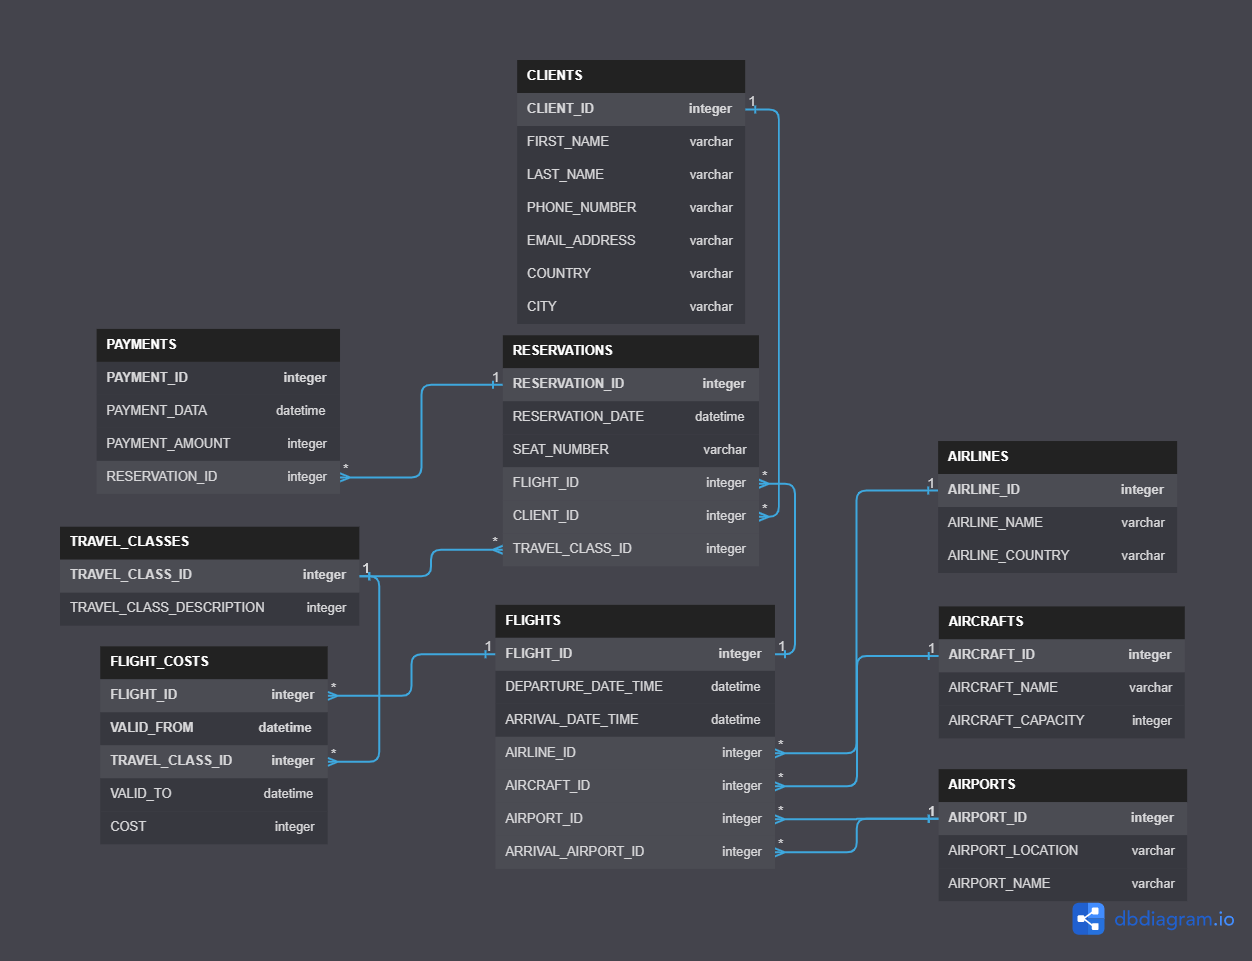 CLIENTS
CLIENT_ID integer
1
FIRST_NAME varchar
LAST_NAME varchar
PHONE_NUMBER varchar
EMAIL_ADDRESS varchar
COUNTRY varchar
CITY varchar
PAYMENTS
PAYMENT_ID integer
PAYMENT_DATA datetime
PAYMENT_AMOUNT integer
RESERVATION_ID integer
*
RESERVATIONS
1
RESERVATION_ID integer
RESERVATION_DATE datetime
SEAT_NUMBER varchar
FLIGHT_ID integer
*
CLIENT_ID integer
*
*
TRAVEL_CLASS_ID integer
TRAVEL_CLASSES
TRAVEL_CLASS_ID integer
1
TRAVEL_CLASS_DESCRIPTION integer
FLIGHT_COSTS
FLIGHT_ID integer
*
VALID_FROM datetime
TRAVEL_CLASS_ID integer
*
VALID_TO datetime
COST integer
FLIGHTS
1
FLIGHT_ID integer
1
DEPARTURE_DATE_TIME datetime
ARRIVAL_DATE_TIME datetime
AIRLINE_ID integer
*
AIRCRAFT_ID integer
*
AIRPORT_ID integer
*
ARRIVAL_AIRPORT_ID integer
*
AIRLINES
1
AIRLINE_ID integer
AIRLINE_NAME varchar
AIRLINE_COUNTRY varchar
AIRCRAFTS
1
AIRCRAFT_ID integer
AIRCRAFT_NAME varchar
AIRCRAFT_CAPACITY integer
AIRPORTS
1
AIRPORT_ID integer
AIRPORT_LOCATION varchar
AIRPORT_NAME varchar
dbdiagram.io